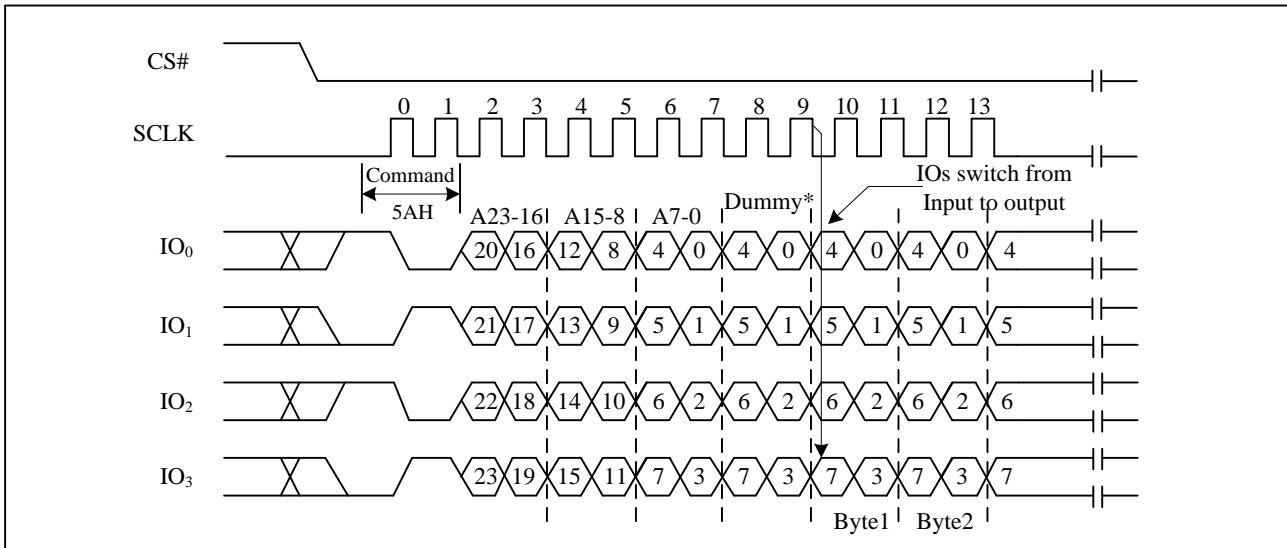 CS#
0 1 2 3 4 5 6 7 8 9 10 11 12 13
SCLK
Command
5AH
IOs switch from
Input to output
Dummy*
A23-16 A15-8 A7-0
IO₀ 20 16 12 8 4 0 4 0 4 0 4 0 4
IO₁ 21 17 13 9 5 1 5 1 5 1 5 1 5
IO₂ 22 18 14 10 6 2 6 2 6 2 6 2 6
IO₃ 23 19 15 11 7 3 7 3 7 3 7 3 7
Byte1 Byte2